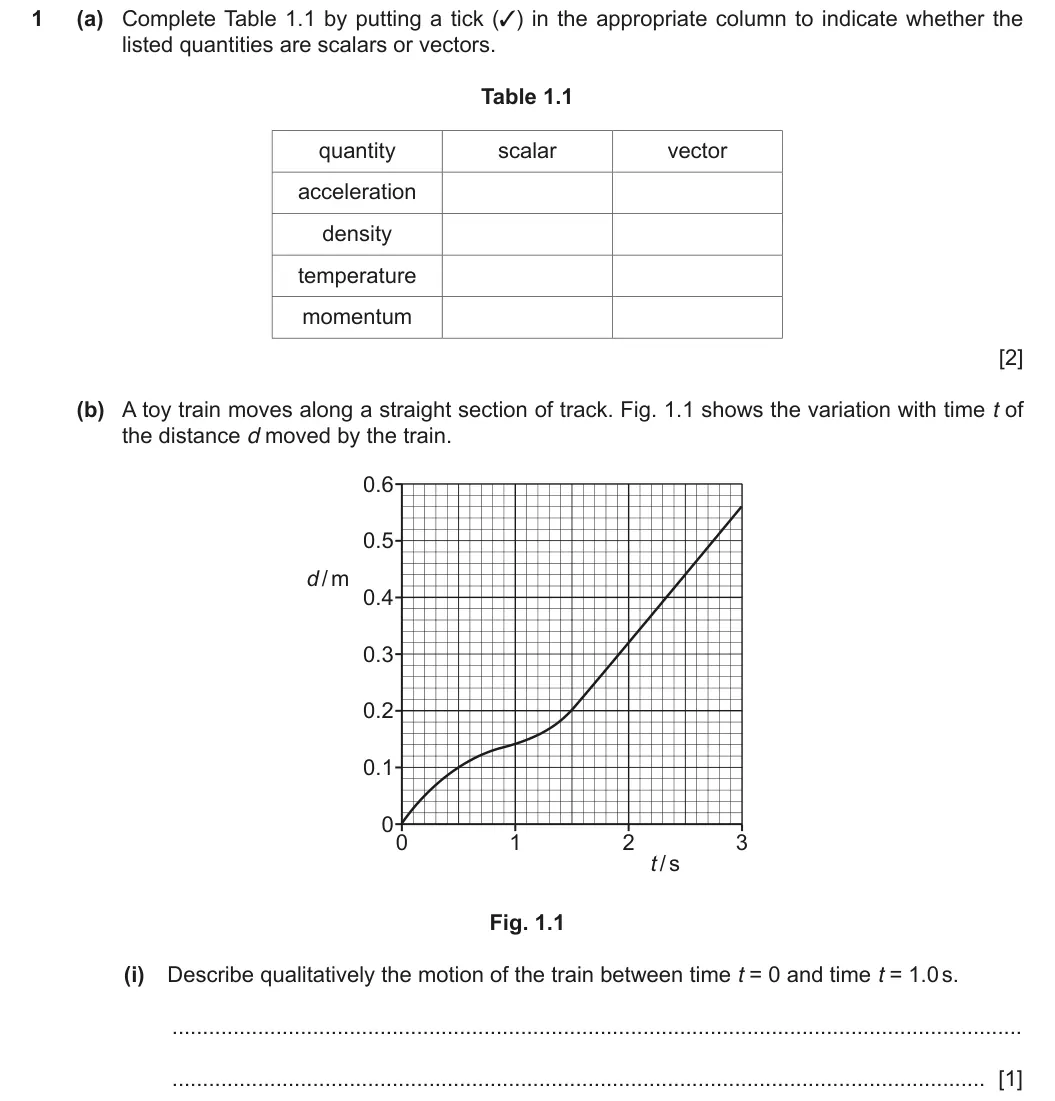 1 (a) Complete Table 1.1 by putting a tick (✓) in the appropriate column to indicate whether the
listed quantities are scalars or vectors.
Table 1.1
quantity scalar vector
acceleration
density
temperature
momentum
[2]
(b) A toy train moves along a straight section of track. Fig. 1.1 shows the variation with time t of
the distance d moved by the train.
0.6
0.5
d / m
0.4
0.3
0.2
0.1
0
0 1 2 3
t / s
Fig. 1.1
(i) Describe qualitatively the motion of the train between time t = 0 and time t = 1.0 s.
..........................................................................................................................................
.................................................................................................................................... [1]